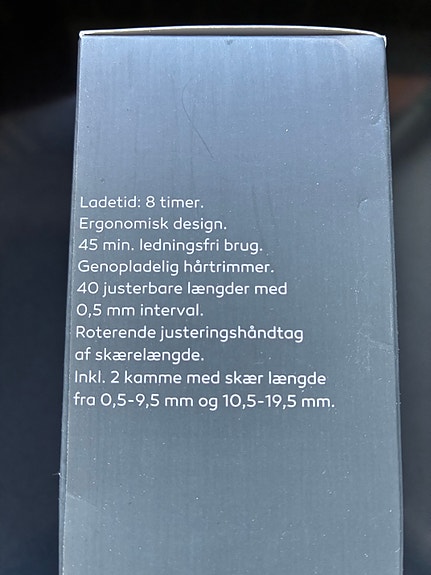 Ladetid: 8 timer.
Ergonomisk design.
45 min. ledningsfri brug.
Genopladelig hårtrimmer.
40 justerbare længder med
0,5 mm interval.
Roterende justeringshåndtag
af skærelængde.
Inkl. 2 kamme med skær længde
fra 0,5-9,5 mm og 10,5-19,5 mm.